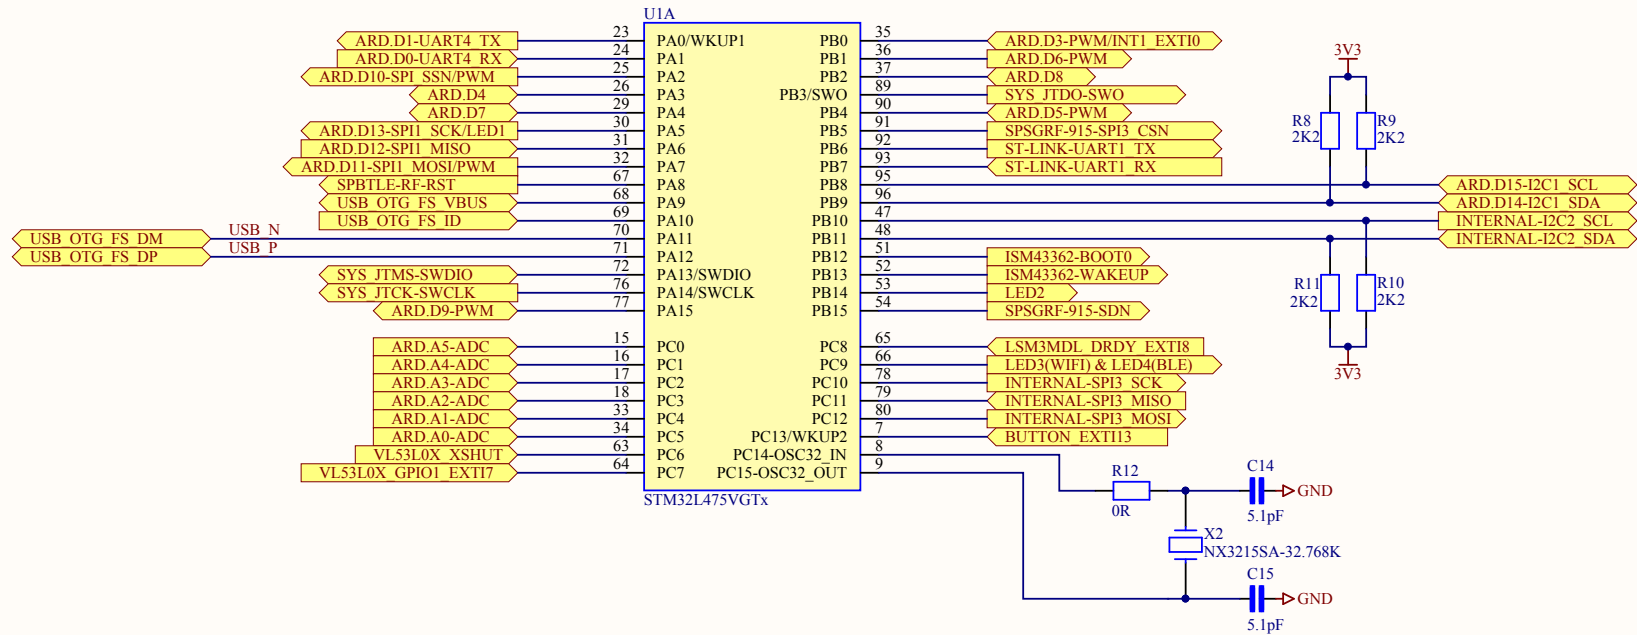 U1A
ARD.D1-UART4_TX 23 PA0/WKUP1 PB0 35 ARD.D3-PWM/INT1_EXTI0
ARD.D0-UART4_RX 24 PA1 PB1 36 ARD.D6-PWM
ARD.D10-SPI_SSN/PWM 25 PA2 PB2 37 ARD.D8
ARD.D4 26 PA3 PB3/SWO 89 SYS_JTDO-SWO
ARD.D7 29 PA4 PB4 90 ARD.D5-PWM
ARD.D13-SPI1_SCK/LED1 30 PA5 PB5 91 SPSGRF-915-SPI3_CSN
ARD.D12-SPI1_MISO 31 PA6 PB6 92 ST-LINK-UART1_TX
ARD.D11-SPI1_MOSI/PWM 32 PA7 PB7 93 ST-LINK-UART1_RX
SPBTLE-RF-RST 67 PA8 PB8 95 ARD.D15-I2C1_SCL
USB_OTG_FS_VBUS 68 PA9 PB9 96 ARD.D14-I2C1_SDA
USB_OTG_FS_ID 69 PA10 PB10 47 INTERNAL-I2C2_SCL
USB_OTG_FS_DM USB_N 70 PA11 PB11 48 INTERNAL-I2C2_SDA
USB_OTG_FS_DP USB_P 71 PA12 PB12 51 ISM43362-BOOT0
SYS_JTMS-SWDIO 72 PA13/SWDIO PB13 52 ISM43362-WAKEUP
SYS_JTCK-SWCLK 76 PA14/SWCLK PB14 53 LED2
ARD.D9-PWM 77 PA15 PB15 54 SPSGRF-915-SDN
ARD.A5-ADC 15 PC0 PC8 65 LSM3MDL_DRDY_EXTI8
ARD.A4-ADC 16 PC1 PC9 66 LED3(WIFI) & LED4(BLE)
ARD.A3-ADC 17 PC2 PC10 78 INTERNAL-SPI3_SCK
ARD.A2-ADC 18 PC3 PC11 79 INTERNAL-SPI3_MISO
ARD.A1-ADC 33 PC4 PC12 80 INTERNAL-SPI3_MOSI
ARD.A0-ADC 34 PC5 PC13/WKUP2 7 BUTTON_EXTI13
VL53L0X_XSHUT 63 PC6 PC14-OSC32_IN 8
VL53L0X_GPIO1_EXTI7 64 PC7 PC15-OSC32_OUT 9
STM32L475VGTx
3V3
R8 R9
2K2 2K2
R11 R10
2K2 2K2
3V3
R12
0R
C14
GND
5.1pF
X2
NX3215SA-32.768K
C15
GND
5.1pF